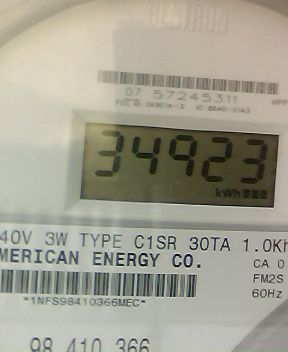 07 57245311
34923
kWh
40V 3W TYPE C1SR 30TA 1.0Kh
MERICAN ENERGY CO.
CA 0
FM2S
60Hz
*1NFS98410366MEC*
98 410 366